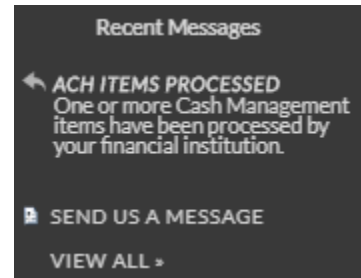 Recent Messages
ACH ITEMS PROCESSED
One or more Cash Management
items have been processed by
your financial institution.
SEND US A MESSAGE
VIEW ALL »